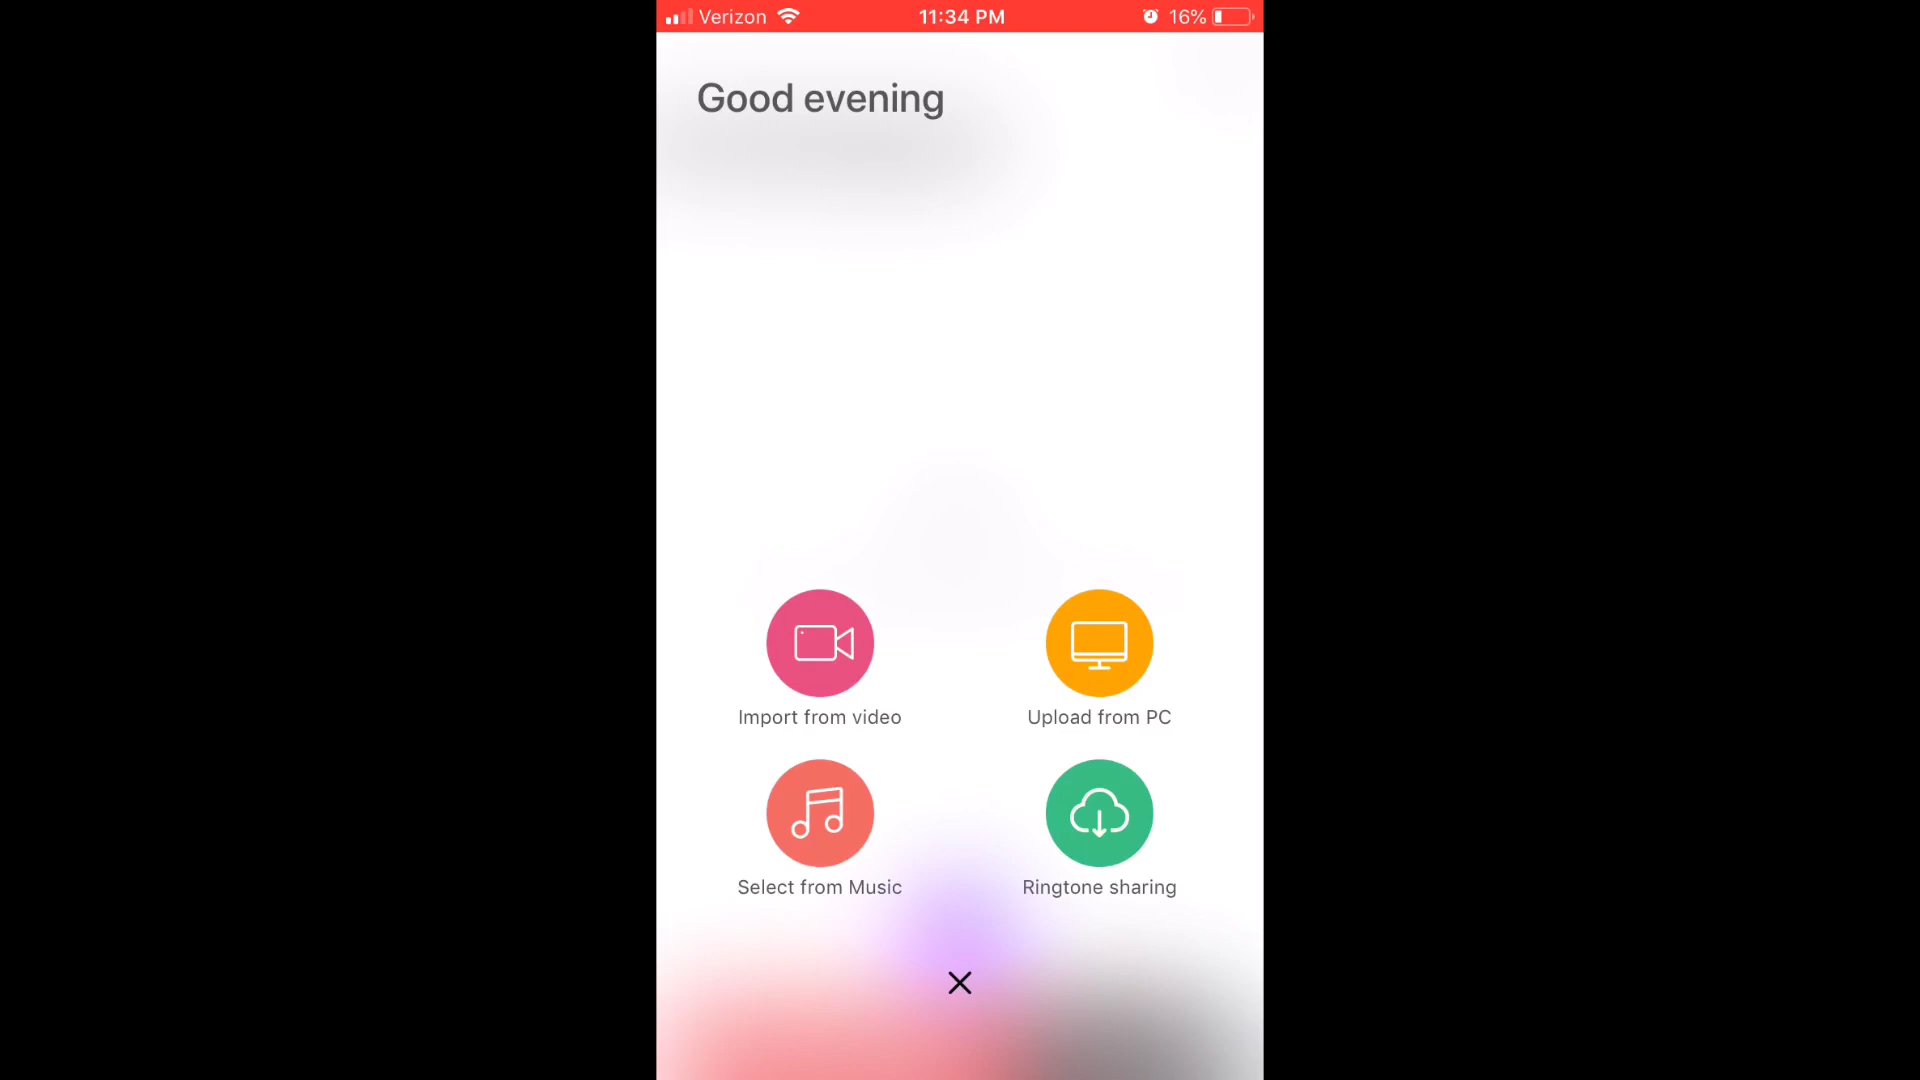 Verizon 11:34 PM 16%
Good evening
Import from video Upload from PC
Select from Music Ringtone sharing